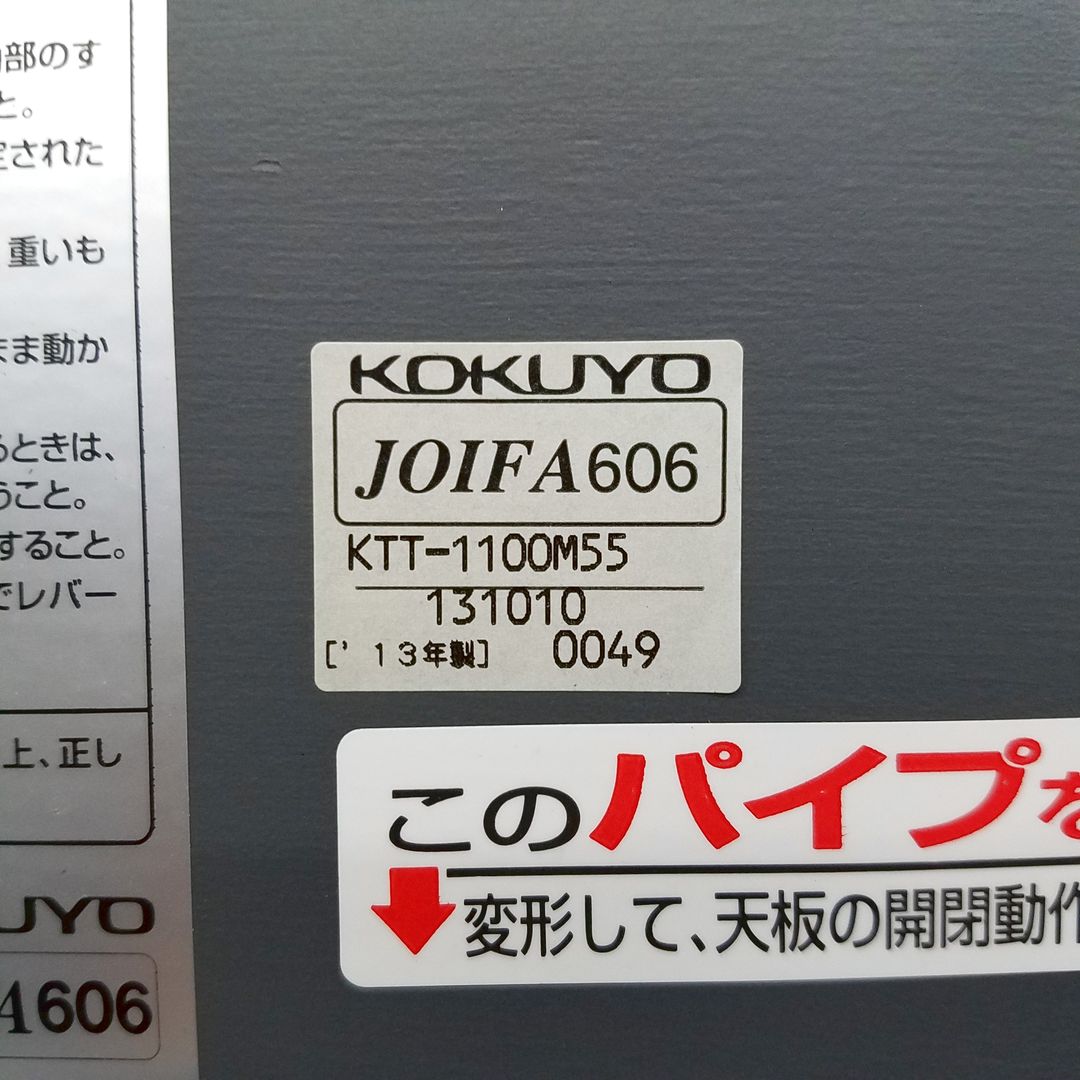 部のす
と。
定された
重いも
まま動か
るときは、
うこと。
すること。
でレバー
上、正し
UYO
A606
KOKUYO
JOIFA606
KTT-1100M55
131010
['13年製] 0049
このパイプを
変形して、天板の開閉動作